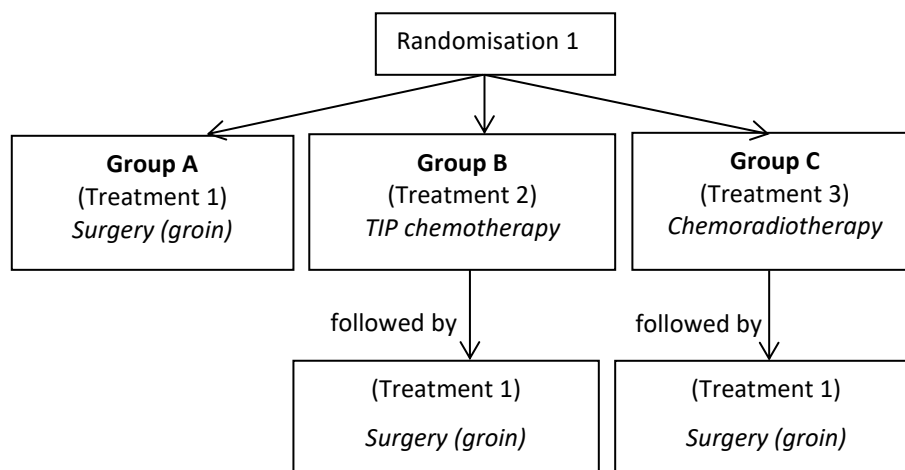 Randomisation 1
Group A
(Treatment 1)
Surgery (groin)
Group B
(Treatment 2)
TIP chemotherapy
Group C
(Treatment 3)
Chemoradiotherapy
followed by
followed by
(Treatment 1)
Surgery (groin)
(Treatment 1)
Surgery (groin)